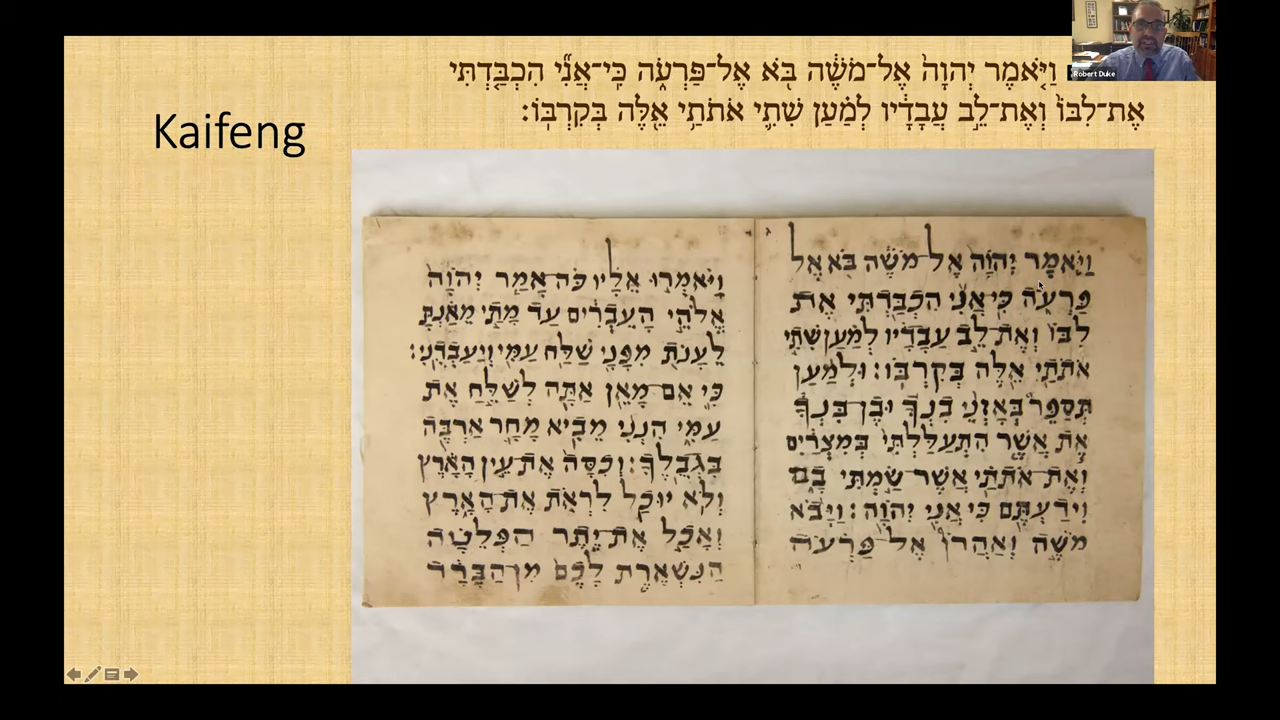 Kaifeng
וַיֹּ֤אמֶר יְהוָה֙ אֶל־מֹשֶׁ֔ה בֹּ֖א אֶל־פַּרְעֹ֑ה כִּֽי־אֲנִ֞י הִכְבַּ֤דְתִּי
אֶת־לִבּוֹ֙ וְאֶת־לֵ֣ב עֲבָדָ֔יו לְמַ֗עַן שִׁתִ֛י אֹתֹתַ֥י אֵ֖לֶּה בְּקִרְבּֽוֹ׃
וַיֹּאמֶר יְהוָה אֶל־מֹשֶׁה בֹּא אֶל
פַּרְעֹה כִּי אֲנִי הִכְבַּדְתִּי אֶת
לִבּוֹ וְאֶת־לֵב עֲבָדָיו לְמַעַן שִׁתִי
אֹתֹתַי אֵלֶּה בְּקִרְבּוֹ׃ וּלְמַעַן
תְּסַפֵּר בְּאָזְנֵי בִנְךָ וּבֶן בִּנְךָ
אֵת אֲשֶׁר הִתְעַלַּלְתִּי בְּמִצְרַיִם
וְאֶת־אֹתֹתַי אֲשֶׁר־שַׂמְתִּי בָם
וִידַעְתֶּם כִּי אֲנִי יְהוָה׃ וַיָּבֹא
מֹשֶׁה וְאַהֲרֹן אֶל פַּרְעֹה
וַיֹּאמְרוּ אֵלָיו כֹּה־אָמַר יְהוָה
אֱלֹהֵי הָעִבְרִים עַד מָתַי מֵאַנְתָּ
לֵעָנֹת מִפָּנָי שַׁלַּח עַמִּי וְיַעַבְדֻנִי׃
כִּי אִם מָאֵן אַתָּה לְשַׁלֵּחַ אֶת
עַמִּי הִנְנִי מֵבִיא מָחָר אַרְבֶּה
בִּגְבֻלֶךָ׃ וְכִסָּה אֶת־עֵין הָאָרֶץ
וְלֹא יוּכַל לִרְאֹת אֶת־הָאָרֶץ
וְאָכַל אֶת־יֶתֶר הַפְּלֵטָה
הַנִּשְׁאֶרֶת לָכֶם מִן־הַבָּרָד
Robert Duke